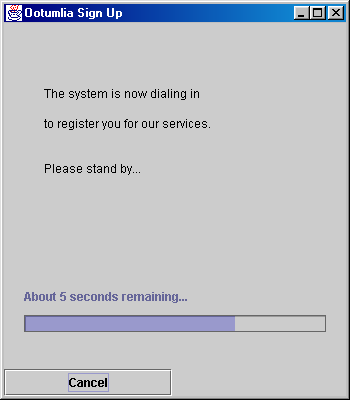 Dotumlia Sign Up
The system is now dialing in
to register you for our services.
Please stand by...
About 5 seconds remaining...
Cancel